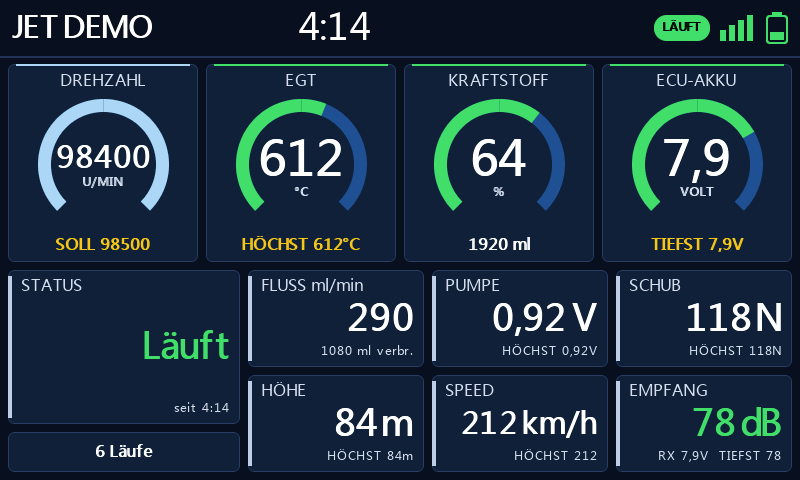 JET DEMO
4:14
LÄUFT
DREHZAHL
98400
U/MIN
SOLL 98500
EGT
612
°C
HÖCHST 612°C
KRAFTSTOFF
64
%
1920 ml
ECU-AKKU
7,9
VOLT
TIEFST 7,9V
STATUS
Läuft
seit 4:14
6 Läufe
FLUSS ml/min
290
1080 ml verbr.
PUMPE
0,92 V
HÖCHST 0,92V
SCHUB
118 N
HÖCHST 118N
HÖHE
84 m
HÖCHST 84m
SPEED
212 km/h
HÖCHST 212
EMPFANG
78 dB
RX 7,9V TIEFST 78